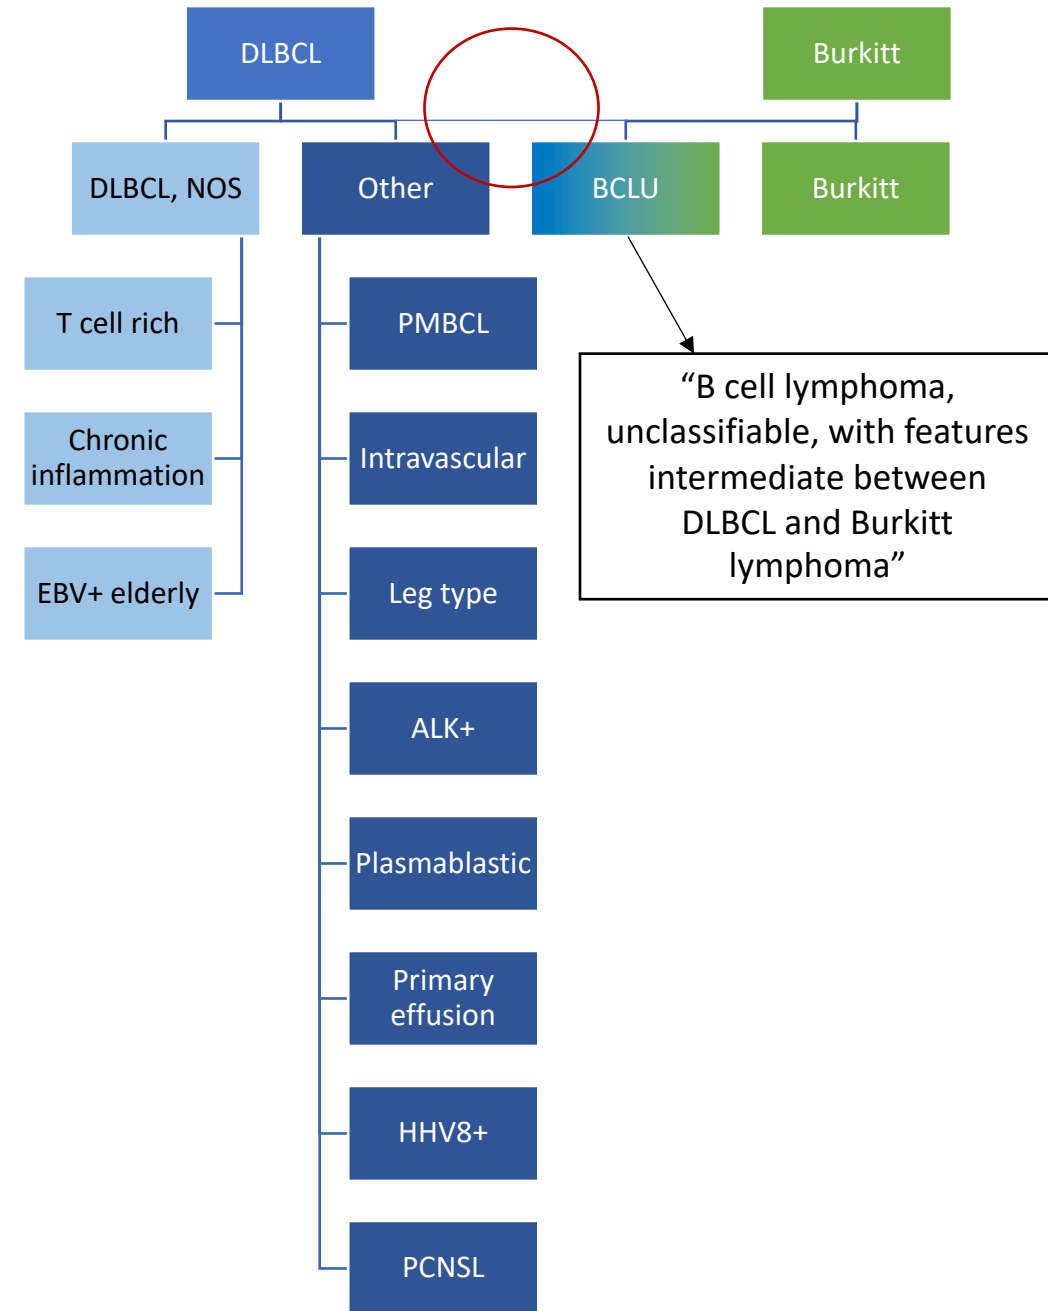 DLBCL
Burkitt
DLBCL, NOS
Other
BCLU
Burkitt
T cell rich
Chronic
inflammation
EBV+ elderly
PMBCL
Intravascular
Leg type
ALK+
Plasmablastic
Primary
effusion
HHV8+
PCNSL
“B cell lymphoma,
unclassifiable, with features
intermediate between
DLBCL and Burkitt
lymphoma”